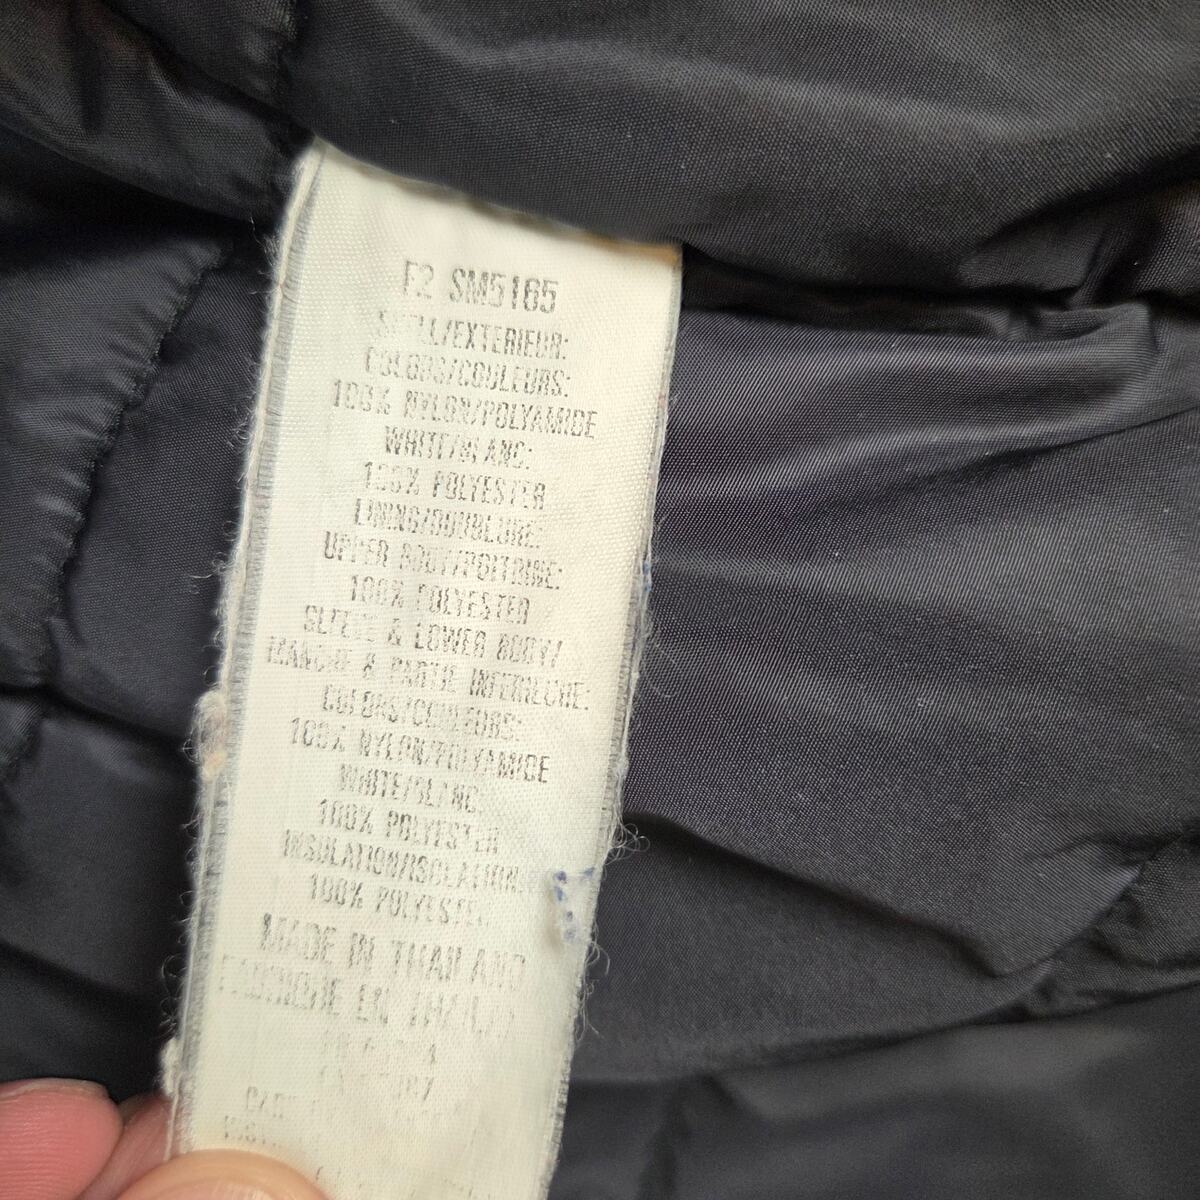 F2 SM5165
SHELL/EXTERIEUR:
COLORS/COULEURS:
100% NYLON/POLYAMIDE
WHITE/BLANC:
100% POLYESTER
LINING/DOUBLURE:
UPPER BODY/POITRINE:
100% POLYESTER
SLEEVE & LOWER BODY/
MANCHE & PARTIE INFERIEURE:
COLORS/COULEURS:
100% NYLON/POLYAMIDE
WHITE/BLANC:
100% POLYESTER
INSULATION/ISOLATION:
100% POLYESTER
MADE IN THAILAND
FABRIQUE EN